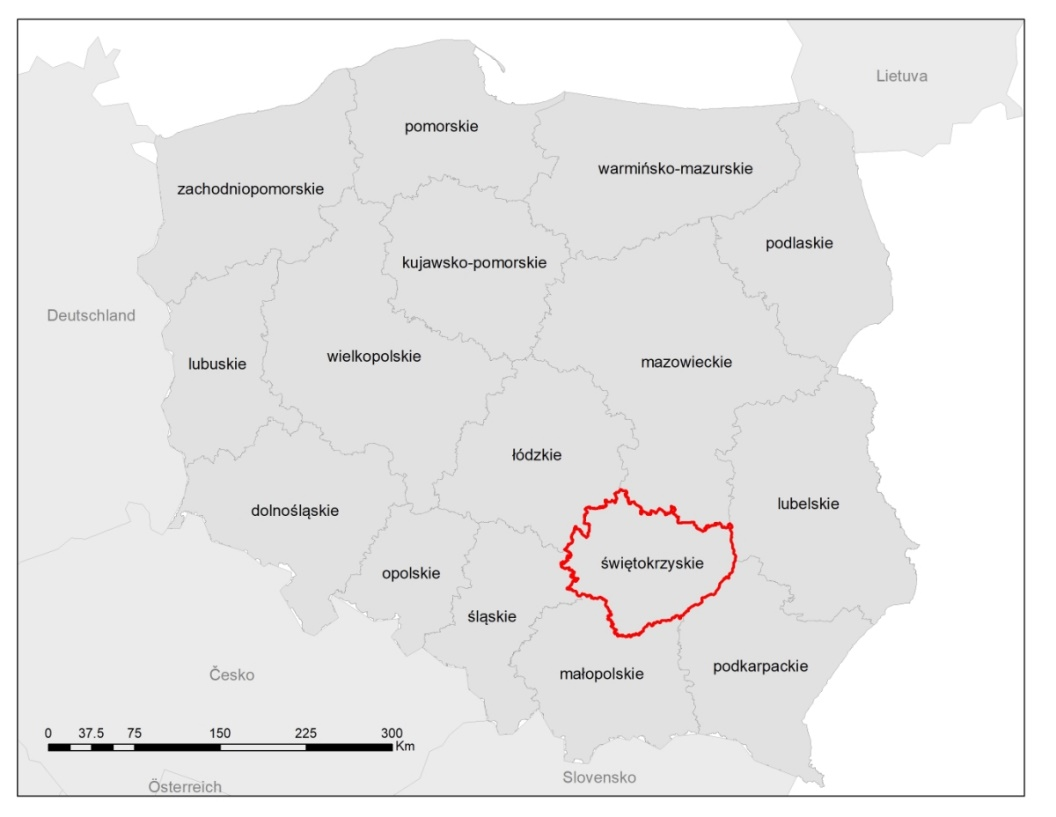 Lietuva
pomorskie
warmińsko-mazurskie
zachodniopomorskie
podlaskie
kujawsko-pomorskie
Deutschland
wielkopolskie
lubuskie
mazowieckie
łódzkie
lubelskie
dolnośląskie
świętokrzyskie
opolskie
śląskie
podkarpackie
małopolskie
Česko
0 37.5 75 150 225 300
Km
Slovensko
Österreich